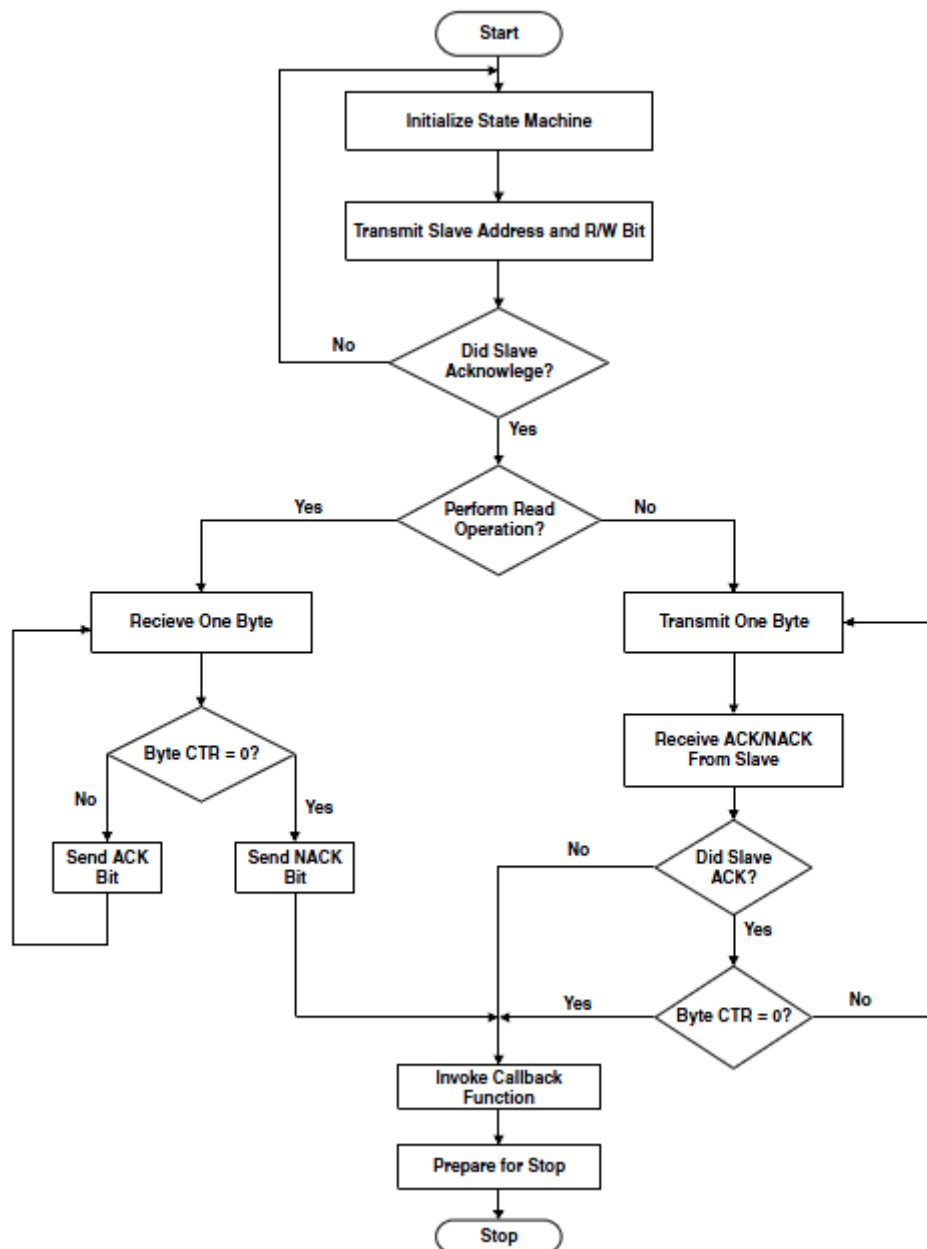 Start
Initialize State Machine
Transmit Slave Address and R/W Bit
No
Did Slave
Acknowlege?
Yes
Yes
Perform Read
Operation?
No
Recieve One Byte
Transmit One Byte
Byte CTR = 0?
Receive ACK/NACK
From Slave
No
Yes
Send ACK
Bit
Send NACK
Bit
No
Did Slave
ACK?
Yes
Yes
Byte CTR = 0?
No
Invoke Callback
Function
Prepare for Stop
Stop